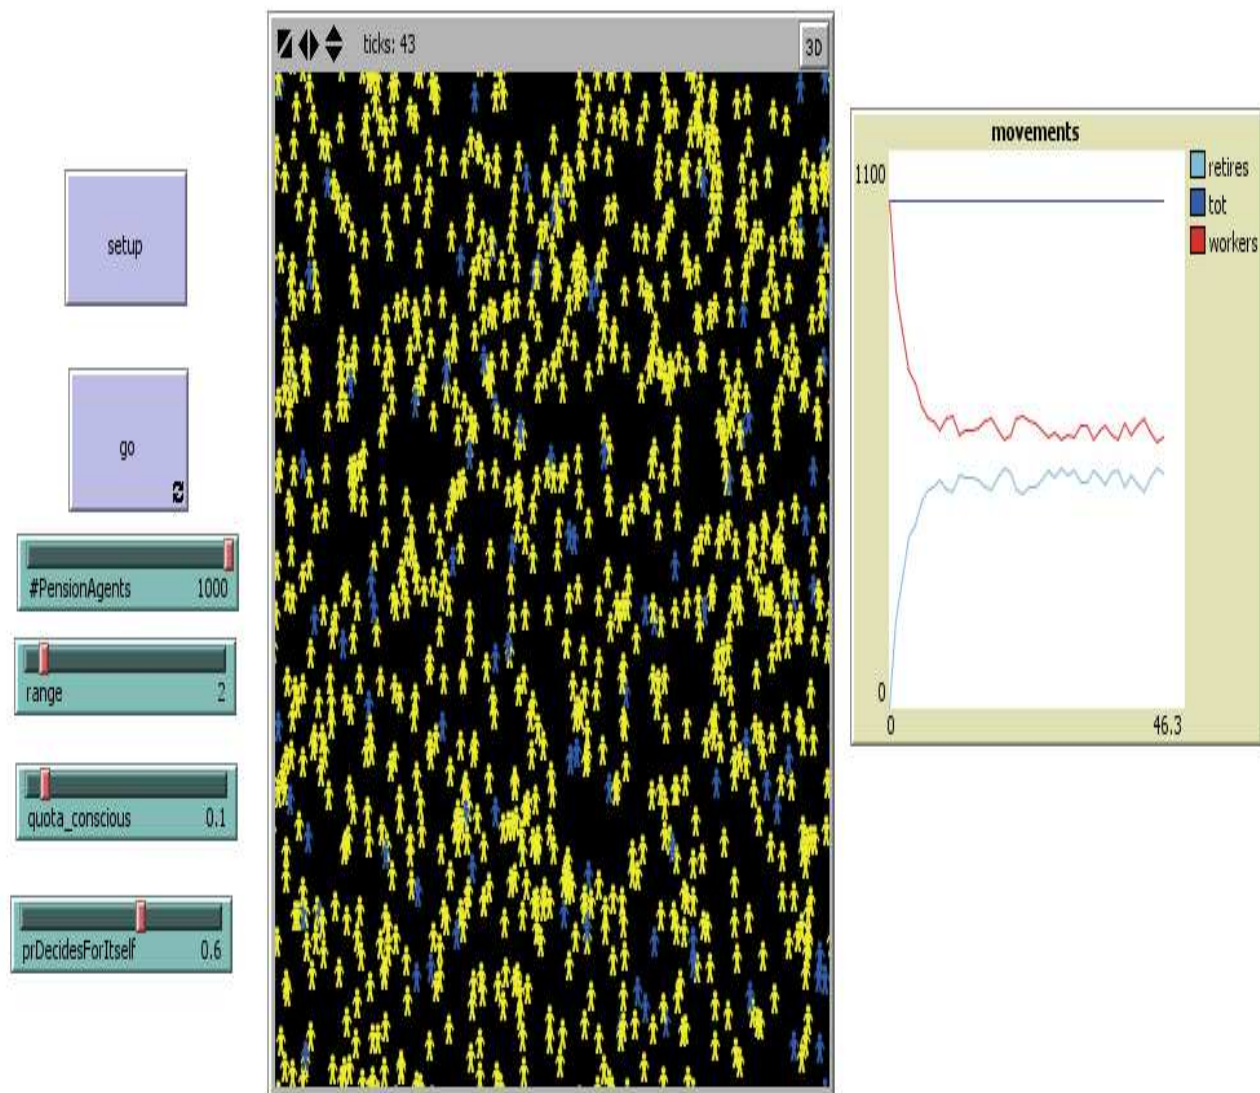 ticks: 43
3D
setup
go
#PensionAgents 1000
range 2
quota_conscious 0.1
prDecidesForItself 0.6
movements
1100
0
0
46.3
retires
tot
workers